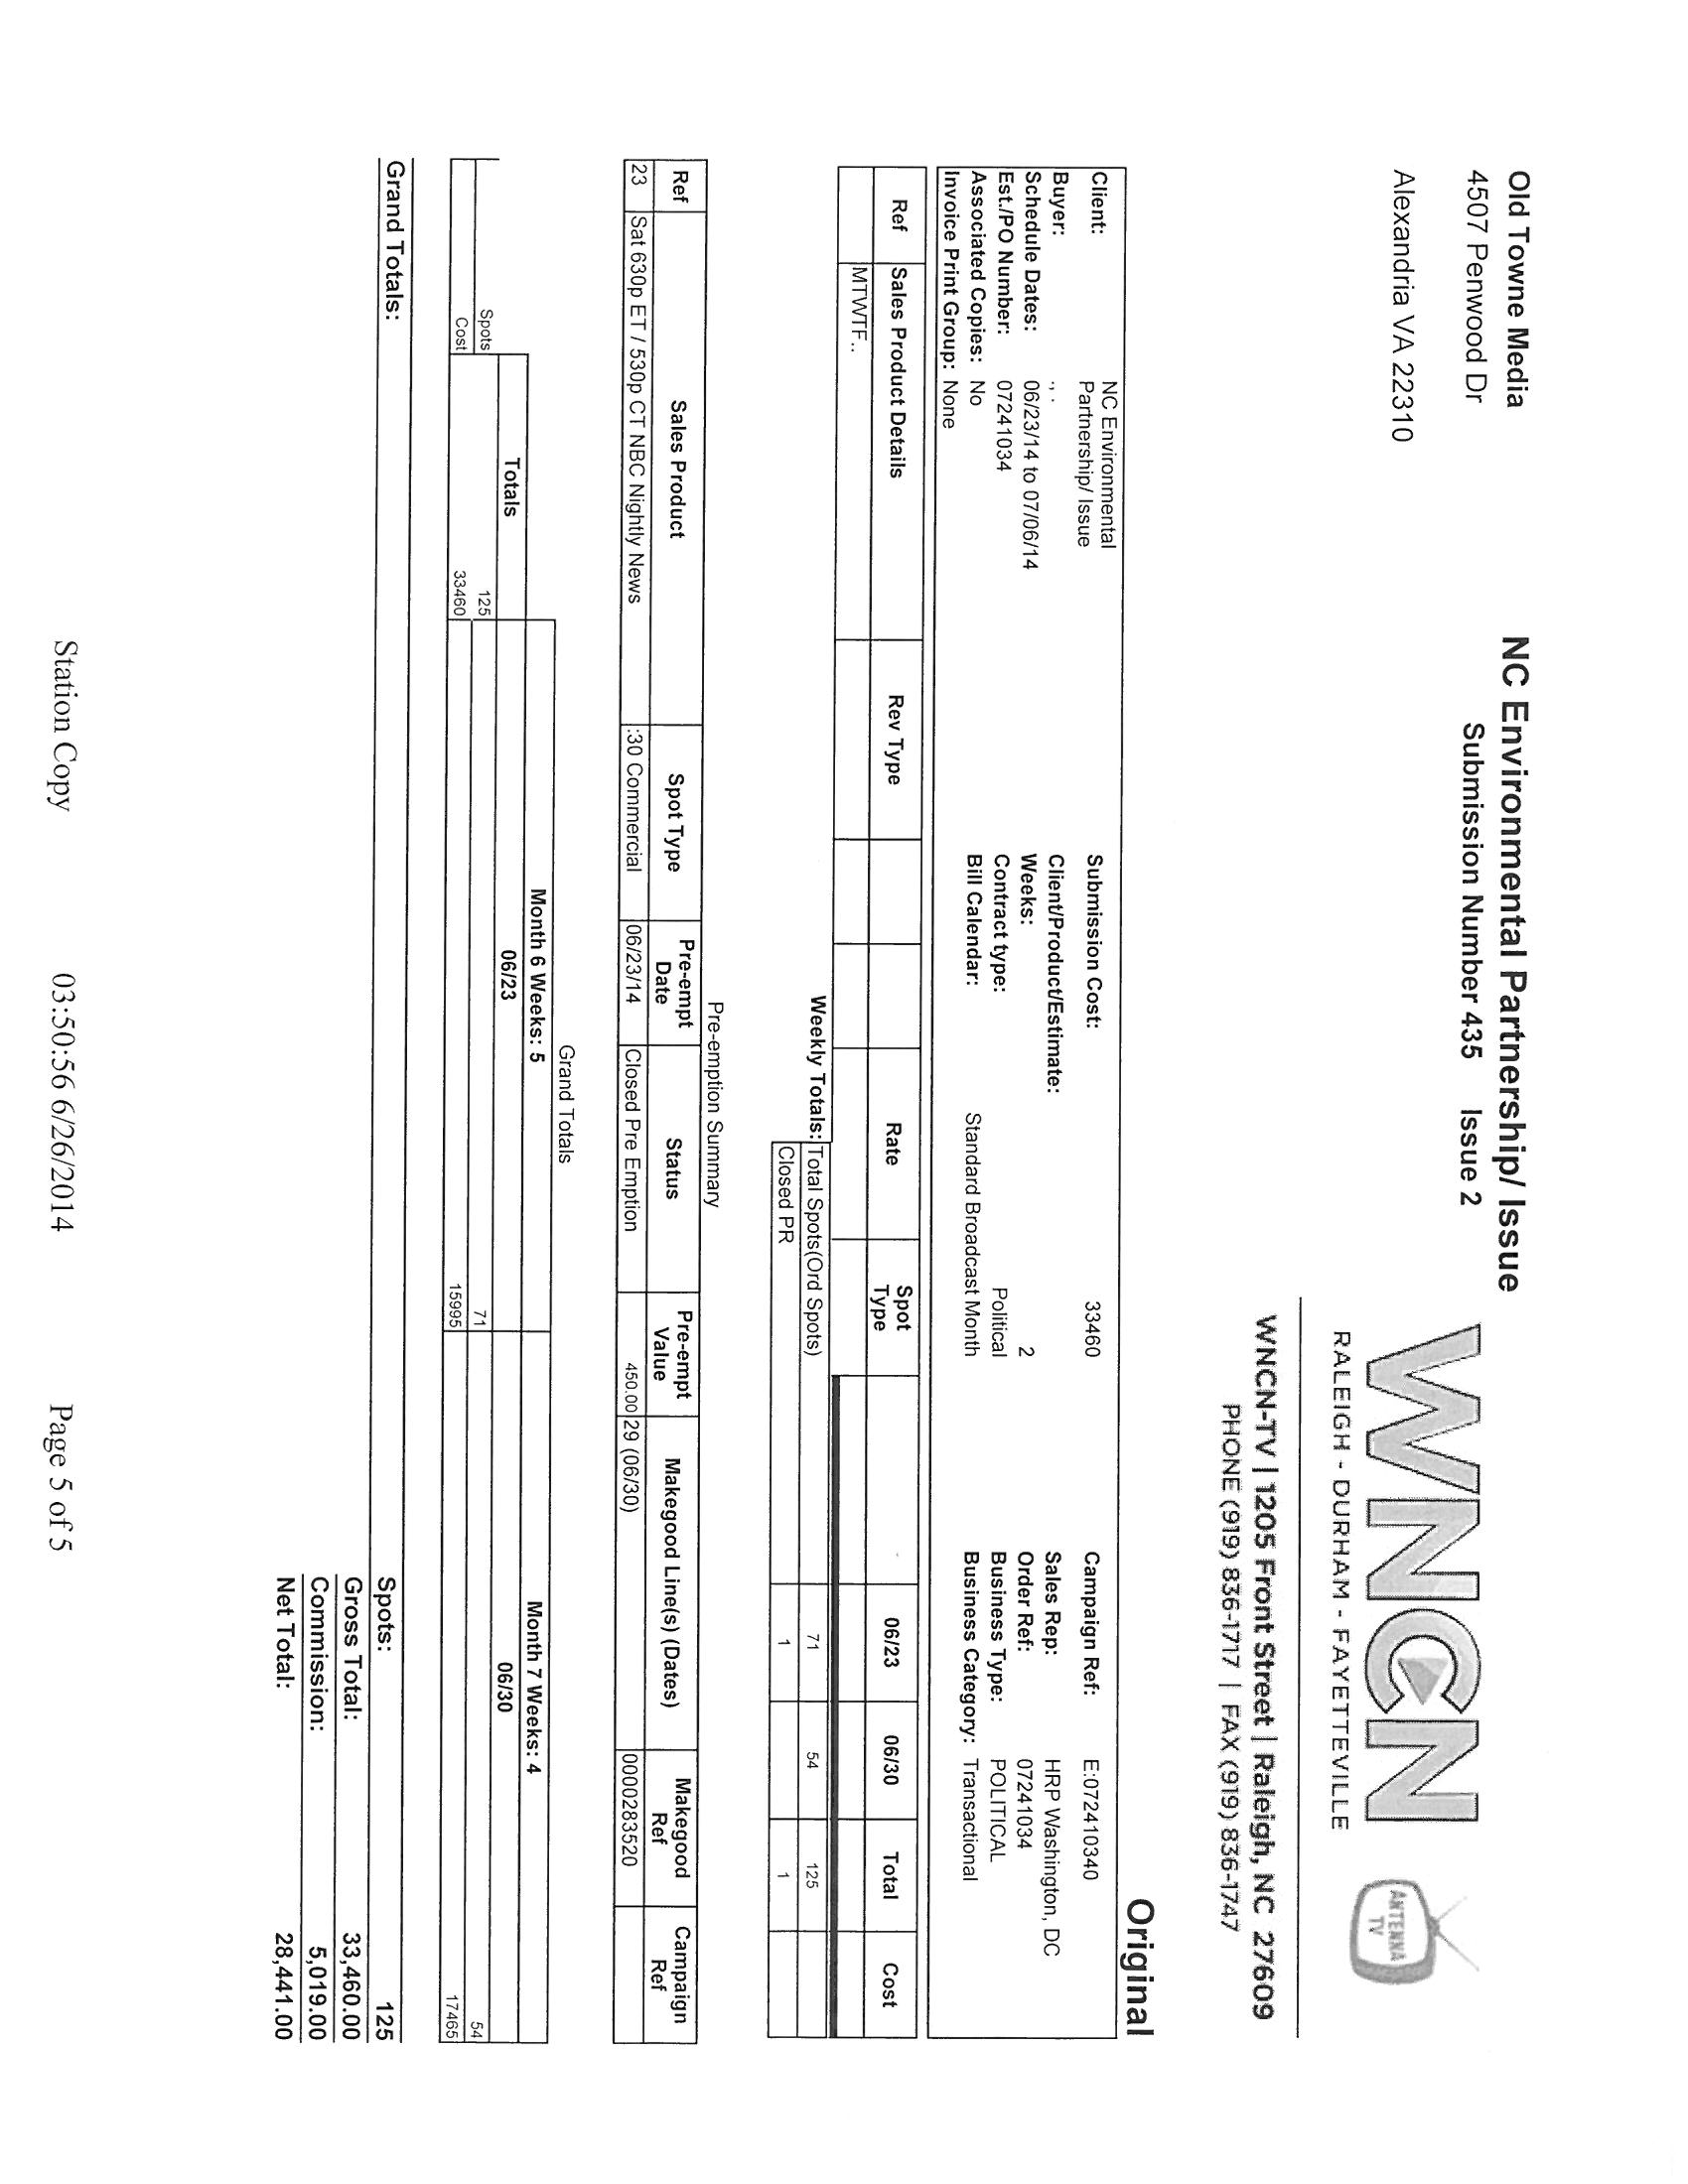 Old Towne Media
4507 Penwood Dr
Alexandria VA 22310
NC Environmental Partnership/ Issue
Submission Number 435 Issue 2
WNCN
RALEIGH - DURHAM - FAYETTEVILLE
ANTENNA
TV
WNCN-TV | 1205 Front Street | Raleigh, NC 27609
PHONE (919) 836-1717 | FAX (919) 836-1747
Original
Client: NC Environmental Partnership/ Issue Submission Cost: 33460 Campaign Ref: E:072410340
Buyer: ., . Client/Product/Estimate: Sales Rep: HRP Washington, DC
Schedule Dates: 06/23/14 to 07/06/14 Weeks: 2 Order Ref: 07241034
Est./PO Number: 07241034 Contract type: Political Business Type: POLITICAL
Associated Copies: No Bill Calendar: Standard Broadcast Month Business Category: Transactional
Invoice Print Group: None
Ref Sales Product Details Rev Type Rate Spot Type 06/23 06/30 Total Cost
MTWTF..
Weekly Totals: Total Spots(Ord Spots) 71 54 125
Closed PR 1 1
Pre-emption Summary
Ref Sales Product Spot Type Pre-empt Date Status Pre-empt Value Makegood Line(s) (Dates) Makegood Ref Campaign Ref
23 Sat 630p ET / 530p CT NBC Nightly News :30 Commercial 06/23/14 Closed Pre Emption 450.00 29 (06/30) 0000283520
Grand Totals
Month 6 Weeks: 5 Month 7 Weeks: 4
Totals 06/23 06/30
Spots 125 71 54
Cost 33460 15995 17465
Grand Totals:
Spots: 125
Gross Total: 33,460.00
Commission: 5,019.00
Net Total: 28,441.00
Station Copy 03:50:56 6/26/2014 Page 5 of 5